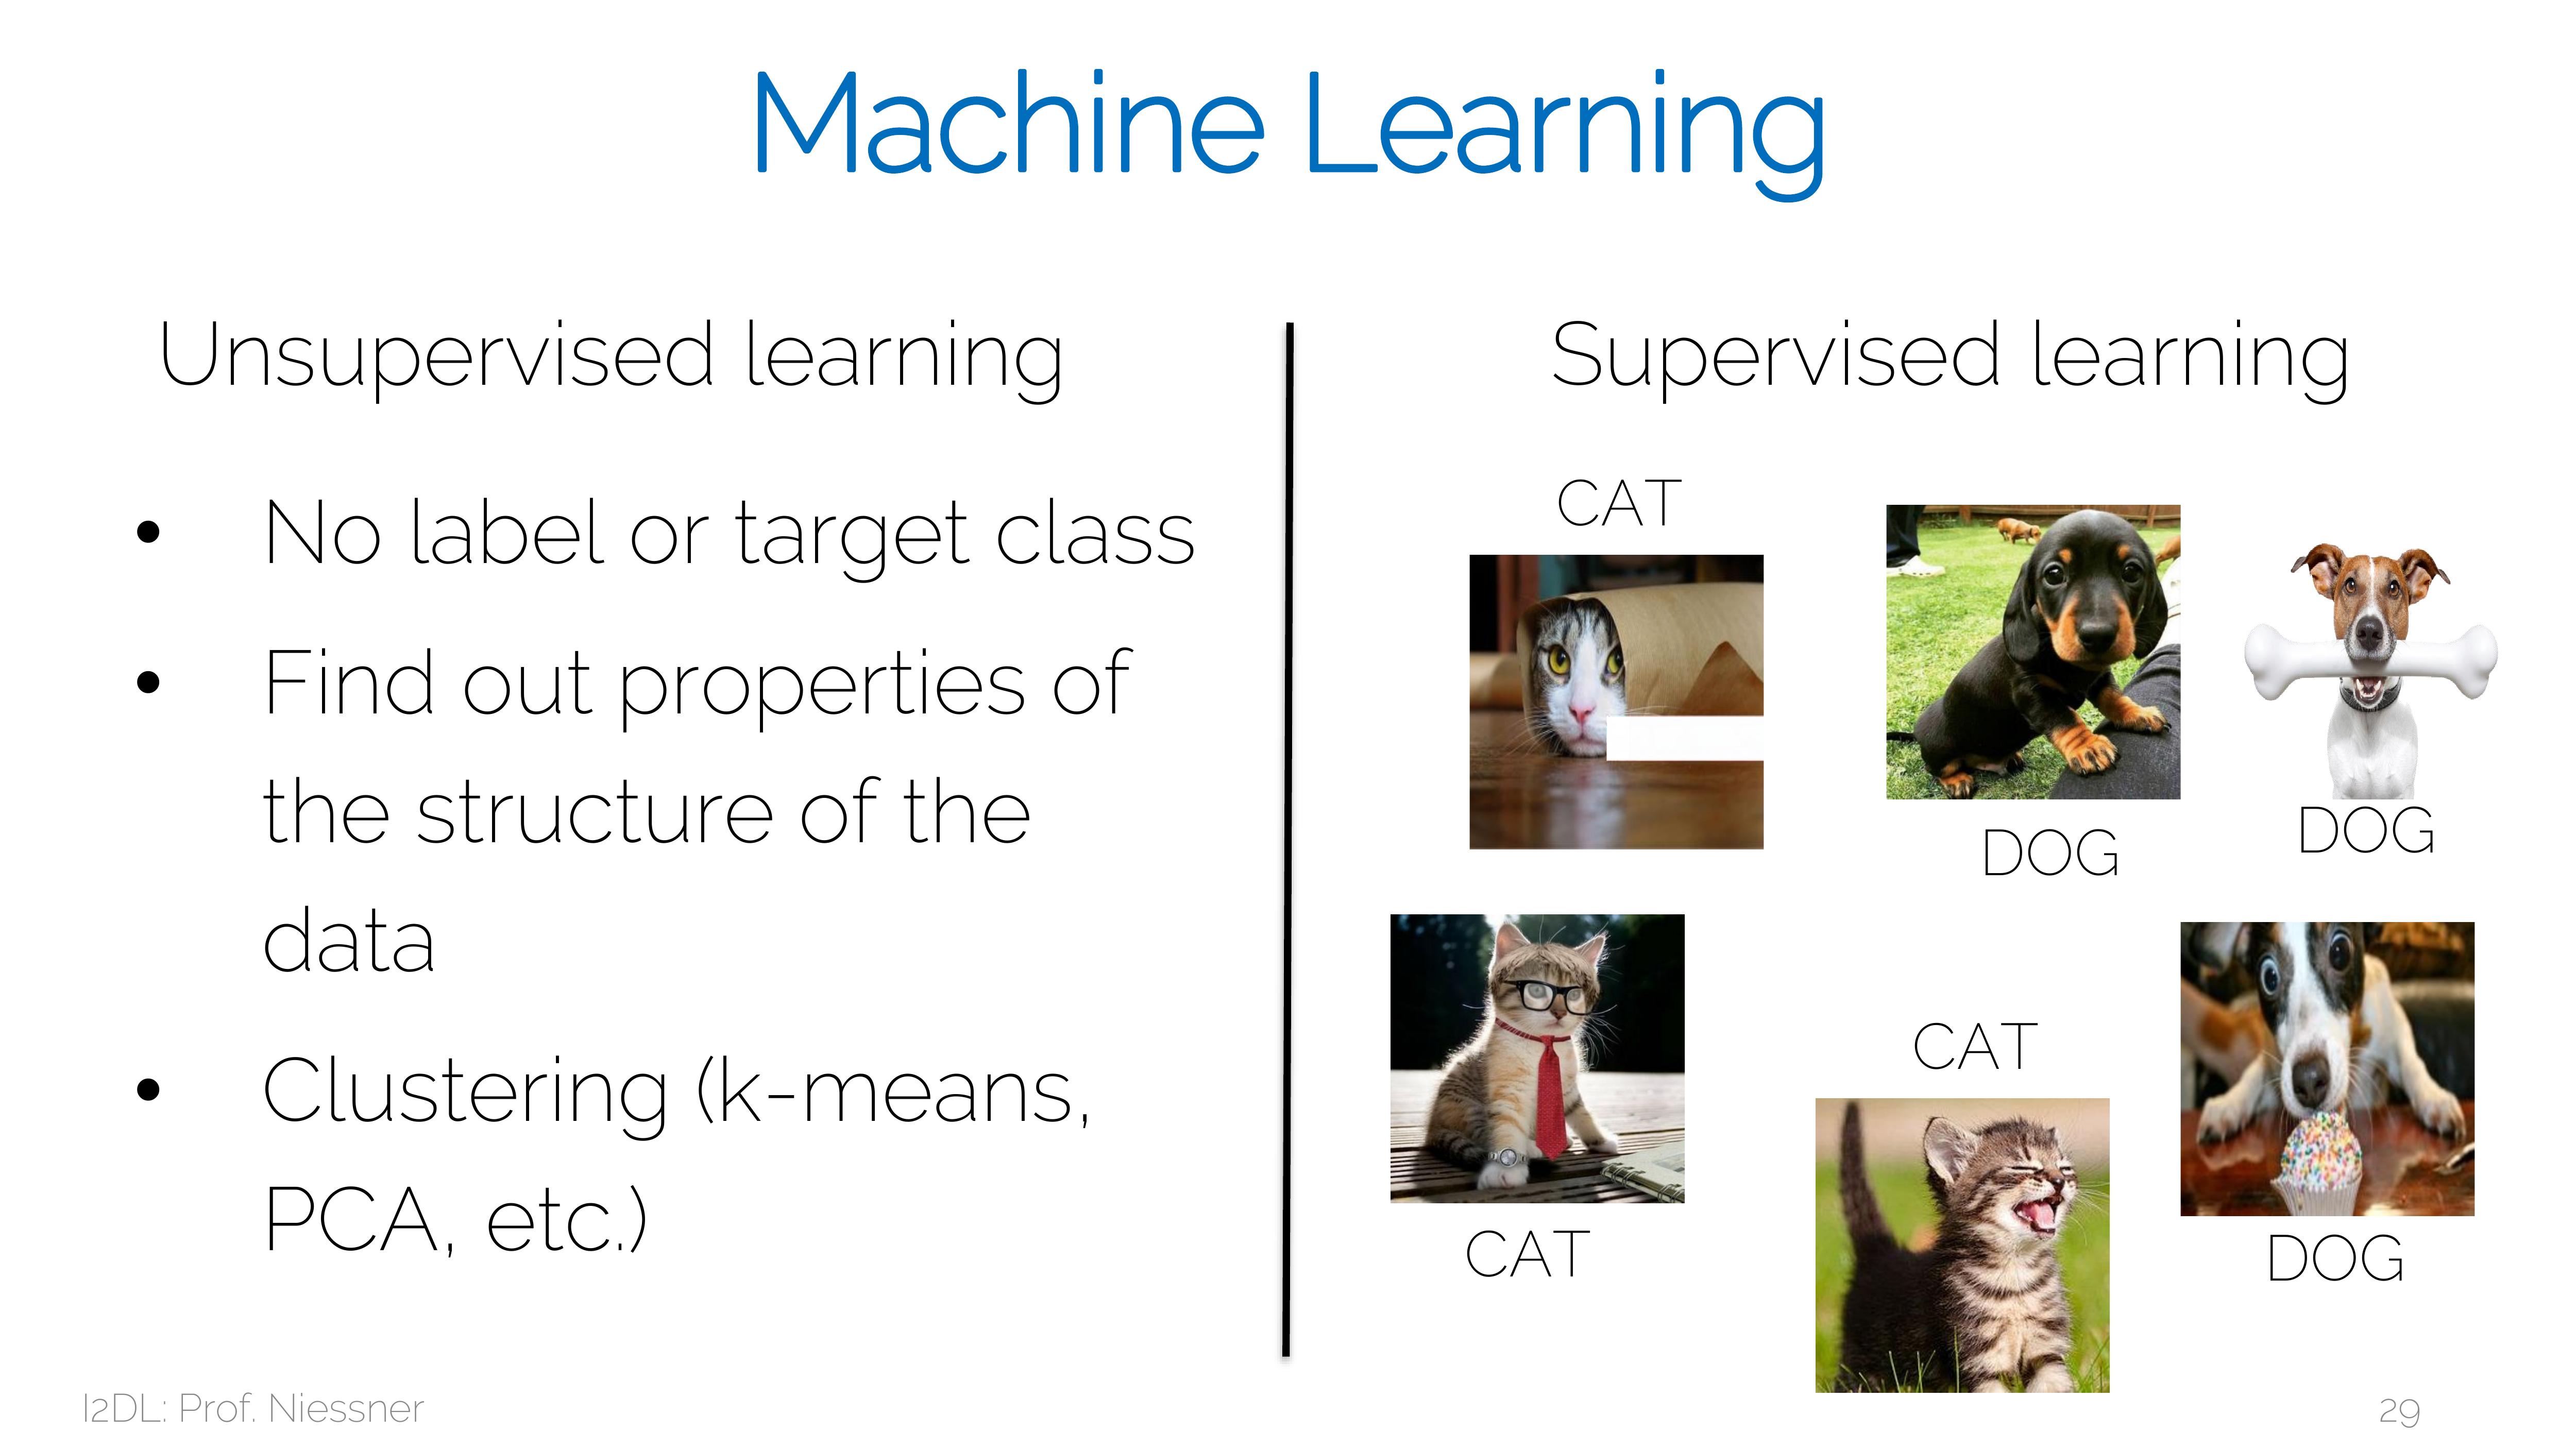 Machine Learning
Unsupervised learning
• No label or target class
• Find out properties of
the structure of the
data
• Clustering (k-means,
PCA, etc.)
Supervised learning
CAT
DOG
DOG
CAT
CAT
DOG
I2DL: Prof. Niessner
29